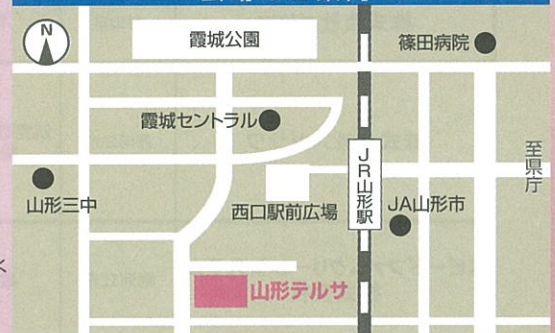 N
霞城公園
篠田病院
霞城セントラル
JR山形駅
至県庁
山形三中
西口駅前広場
JA山形市
山形テルサ